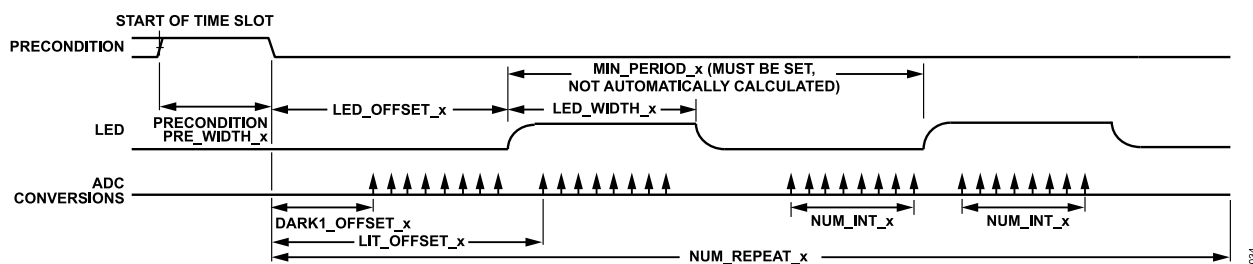 START OF TIME SLOT
PRECONDITION
MIN_PERIOD_x (MUST BE SET,
NOT AUTOMATICALLY CALCULATED)
LED_OFFSET_x
LED_WIDTH_x
PRECONDITION
PRE_WIDTH_x
LED
ADC
CONVERSIONS
DARK1_OFFSET_x
NUM_INT_x
NUM_INT_x
LIT_OFFSET_x
NUM_REPEAT_x